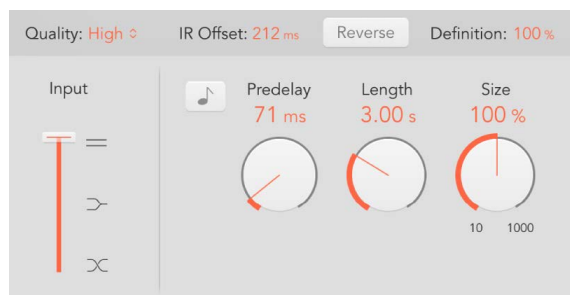 Quality: High IR Offset: 212 ms Reverse Definition: 100 %
Input Predelay Length Size
71 ms 3.00 s 100 %
10 1000